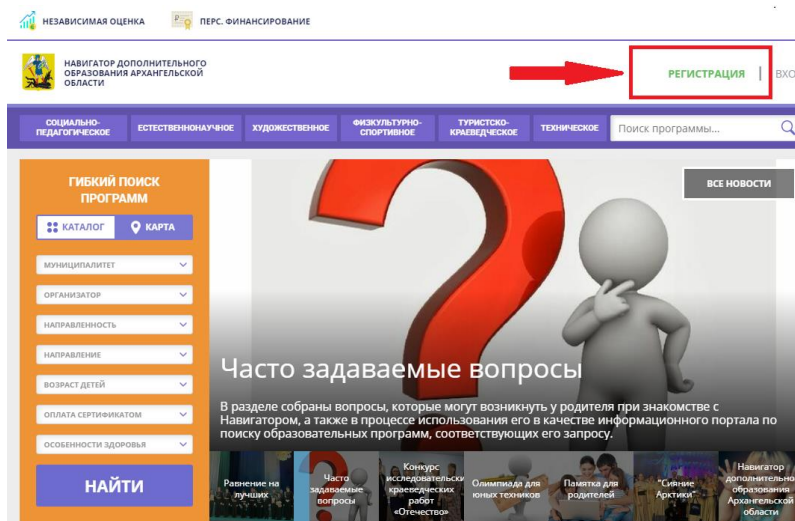 НЕЗАВИСИМАЯ ОЦЕНКА
ПЕРС. ФИНАНСИРОВАНИЕ
НАВИГАТОР ДОПОЛНИТЕЛЬНОГО
ОБРАЗОВАНИЯ АРХАНГЕЛЬСКОЙ
ОБЛАСТИ
РЕГИСТРАЦИЯ
ВХО
СОЦИАЛЬНО-
ПЕДАГОГИЧЕСКОЕ
ЕСТЕСТВЕННОНАУЧНОЕ
ХУДОЖЕСТВЕННОЕ
ФИЗКУЛЬТУРНО-
СПОРТИВНОЕ
ТУРИСТСКО-
КРАЕВЕДЧЕСКОЕ
ТЕХНИЧЕСКОЕ
Поиск программы...
ГИБКИЙ ПОИСК
ПРОГРАММ
КАТАЛОГ
КАРТА
МУНИЦИПАЛИТЕТ
ОРГАНИЗАТОР
НАПРАВЛЕННОСТЬ
НАПРАВЛЕНИЕ
ВОЗРАСТ ДЕТЕЙ
ОПЛАТА СЕРТИФИКАТОМ
ОСОБЕННОСТИ ЗДОРОВЬЯ
НАЙТИ
ВСЕ НОВОСТИ
Часто задаваемые вопросы
В разделе собраны вопросы, которые могут возникнуть у родителя при знакомстве с
Навигатором, а также в процессе использования его в качестве информационного портала по
поиску образовательных программ, соответствующих его запросу.
Равнение на
лучших
Часто
задаваемые
вопросы
Конкурс
исследовательски
краеведческих
работ
«Отечество»
Олимпиада для
юных техников
Памятка для
родителей
"Сияние
Арктики"
Навигатор
дополнительно
образования
Архангельской
области